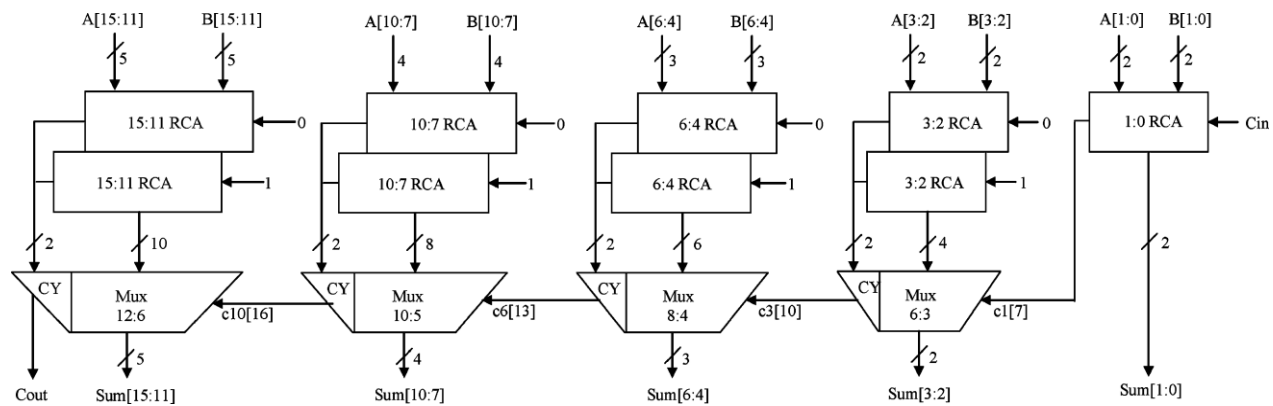 A[15:11] B[15:11] A[10:7] B[10:7] A[6:4] B[6:4] A[3:2] B[3:2] A[1:0] B[1:0]
5 5 4 4 3 3 2 2 2 2
15:11 RCA 0 10:7 RCA 0 6:4 RCA 0 3:2 RCA 0 1:0 RCA Cin
15:11 RCA 1 10:7 RCA 1 6:4 RCA 1 3:2 RCA 1
2 10 2 8 2 6 2 4 2
CY Mux CY Mux CY Mux CY Mux
12:6 c10[16] 10:5 c6[13] 8:4 c3[10] 6:3 c1[7]
5 4 3 2
Cout Sum[15:11] Sum[10:7] Sum[6:4] Sum[3:2] Sum[1:0]